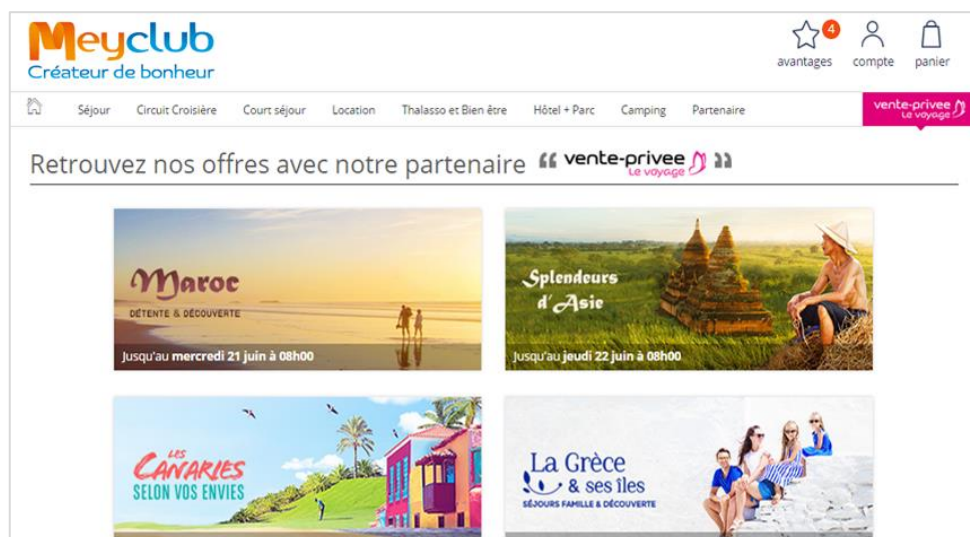 Meyclub
Créateur de bonheur
4
avantages compte panier
Séjour Circuit Croisière Court séjour Location Thalasso et Bien être Hôtel + Parc Camping Partenaire
vente-privee
Le voyage
Retrouvez nos offres avec notre partenaire “ vente-privee ”
Le voyage
Maroc
DÉTENTE & DÉCOUVERTE
Jusqu'au mercredi 21 juin à 08h00
Splendeurs
d'Asie
Jusqu'au jeudi 22 juin à 08h00
LES
CANARIES
SELON VOS ENVIES
La Grèce
& ses îles
SÉJOURS FAMILLE & DÉCOUVERTE